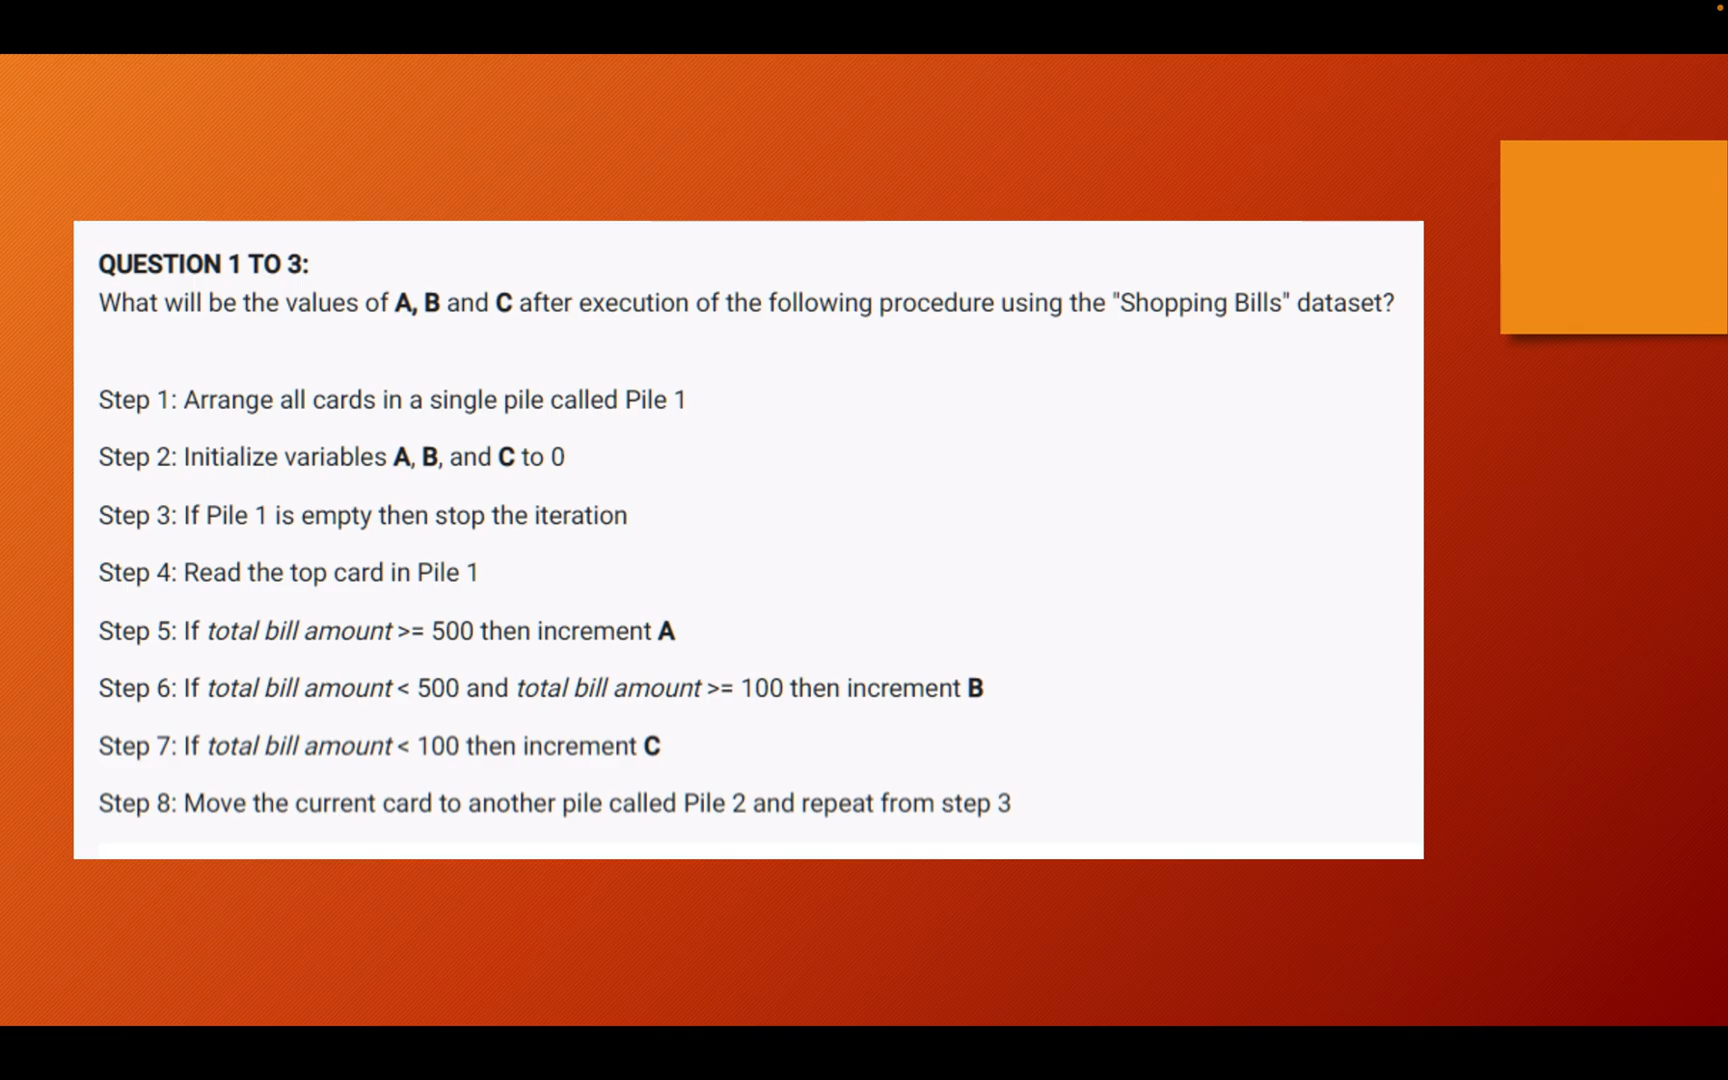 QUESTION 1 TO 3:
What will be the values of A, B and C after execution of the following procedure using the "Shopping Bills" dataset?
Step 1: Arrange all cards in a single pile called Pile 1
Step 2: Initialize variables A, B, and C to 0
Step 3: If Pile 1 is empty then stop the iteration
Step 4: Read the top card in Pile 1
Step 5: If total bill amount >= 500 then increment A
Step 6: If total bill amount < 500 and total bill amount >= 100 then increment B
Step 7: If total bill amount < 100 then increment C
Step 8: Move the current card to another pile called Pile 2 and repeat from step 3